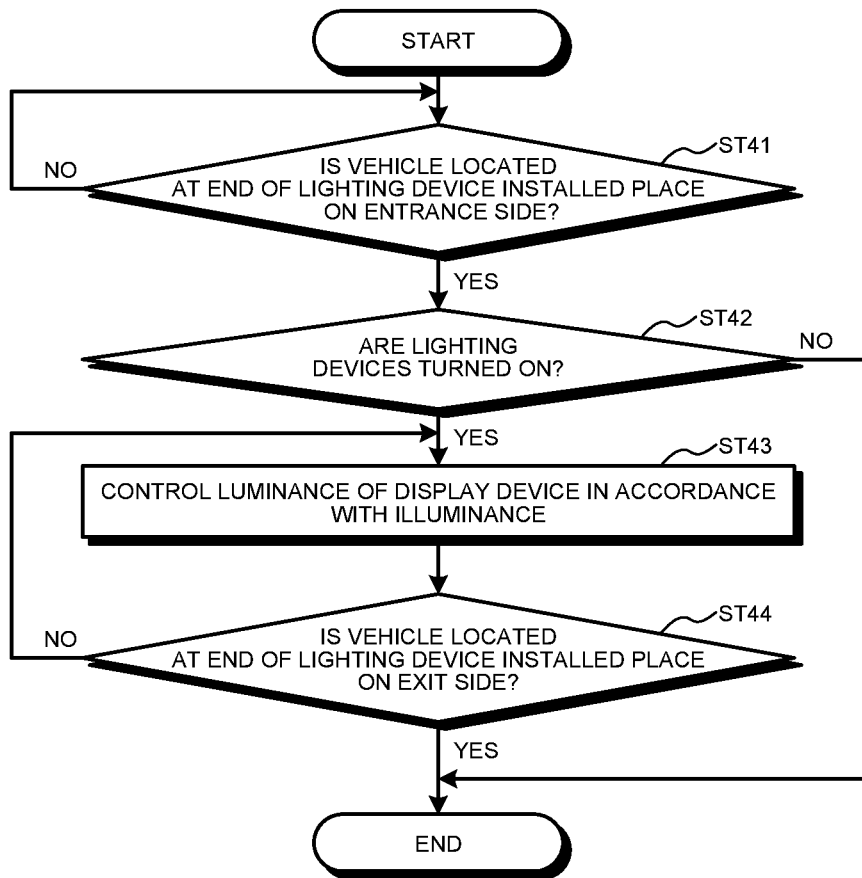 START
ST41
IS VEHICLE LOCATED
AT END OF LIGHTING DEVICE INSTALLED PLACE
ON ENTRANCE SIDE?
NO
YES
ST42
ARE LIGHTING
DEVICES TURNED ON?
NO
YES
ST43
CONTROL LUMINANCE OF DISPLAY DEVICE IN ACCORDANCE
WITH ILLUMINANCE
ST44
IS VEHICLE LOCATED
AT END OF LIGHTING DEVICE INSTALLED PLACE
ON EXIT SIDE?
NO
YES
END